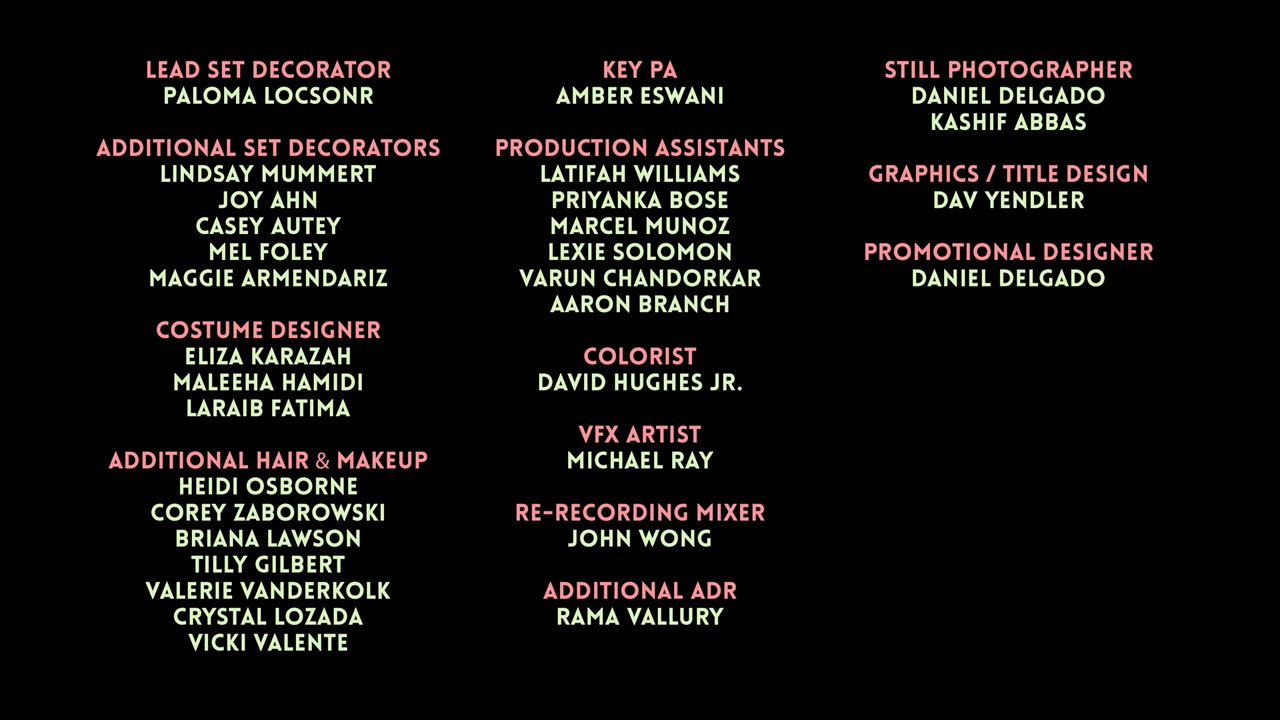 LEAD SET DECORATOR
PALOMA LOCSONR
ADDITIONAL SET DECORATORS
LINDSAY MUMMERT
JOY AHN
CASEY AUTEY
MEL FOLEY
MAGGIE ARMENDARIZ
COSTUME DESIGNER
ELIZA KARAZAH
MALEEHA HAMIDI
LARAIB FATIMA
ADDITIONAL HAIR & MAKEUP
HEIDI OSBORNE
COREY ZABOROWSKI
BRIANA LAWSON
TILLY GILBERT
VALERIE VANDERKOLK
CRYSTAL LOZADA
VICKI VALENTE
KEY PA
AMBER ESWANI
PRODUCTION ASSISTANTS
LATIFAH WILLIAMS
PRIYANKA BOSE
MARCEL MUNOZ
LEXIE SOLOMON
VARUN CHANDORKAR
AARON BRANCH
COLORIST
DAVID HUGHES JR.
VFX ARTIST
MICHAEL RAY
RE-RECORDING MIXER
JOHN WONG
ADDITIONAL ADR
RAMA VALLURY
STILL PHOTOGRAPHER
DANIEL DELGADO
KASHIF ABBAS
GRAPHICS / TITLE DESIGN
DAV YENDLER
PROMOTIONAL DESIGNER
DANIEL DELGADO